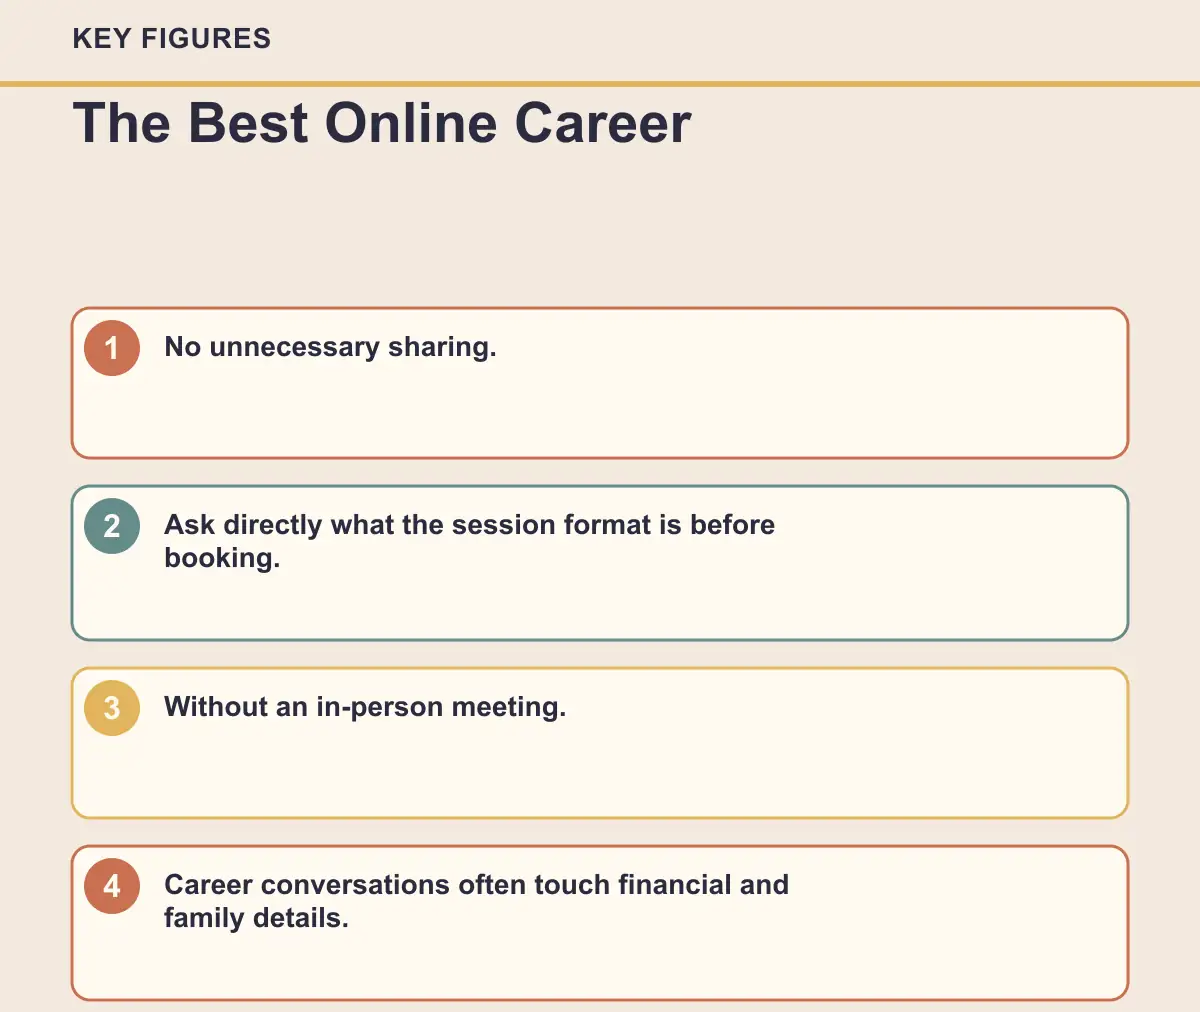 KEY FIGURES
The Best Online Career
1
No unnecessary sharing.
2
Ask directly what the session format is before
booking.
3
Without an in-person meeting.
4
Career conversations often touch financial and
family details.